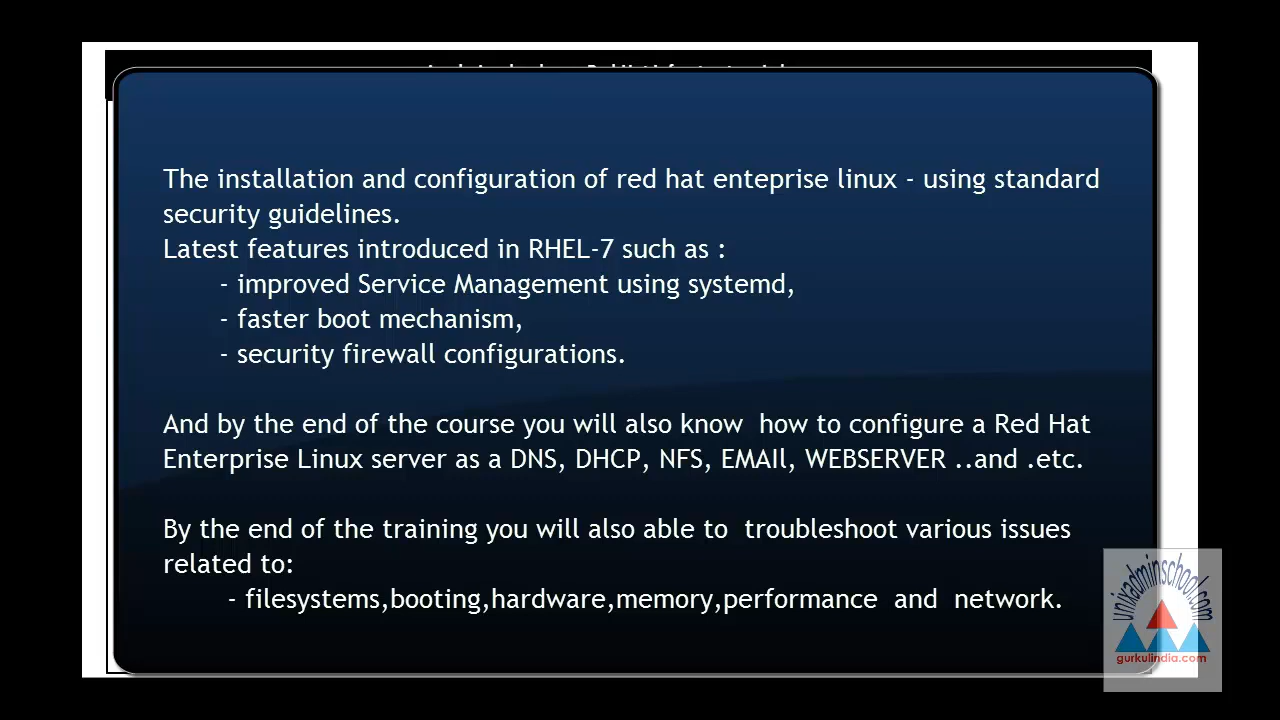 The installation and configuration of red hat enteprise linux - using standard
security guidelines.
Latest features introduced in RHEL-7 such as :
- improved Service Management using systemd,
- faster boot mechanism,
- security firewall configurations.
And by the end of the course you will also know how to configure a Red Hat
Enterprise Linux server as a DNS, DHCP, NFS, EMAIl, WEBSERVER ..and .etc.
By the end of the training you will also able to troubleshoot various issues
related to:
- filesystems,booting,hardware,memory,performance and network.
unixadminschool.com
gurkulindia.com